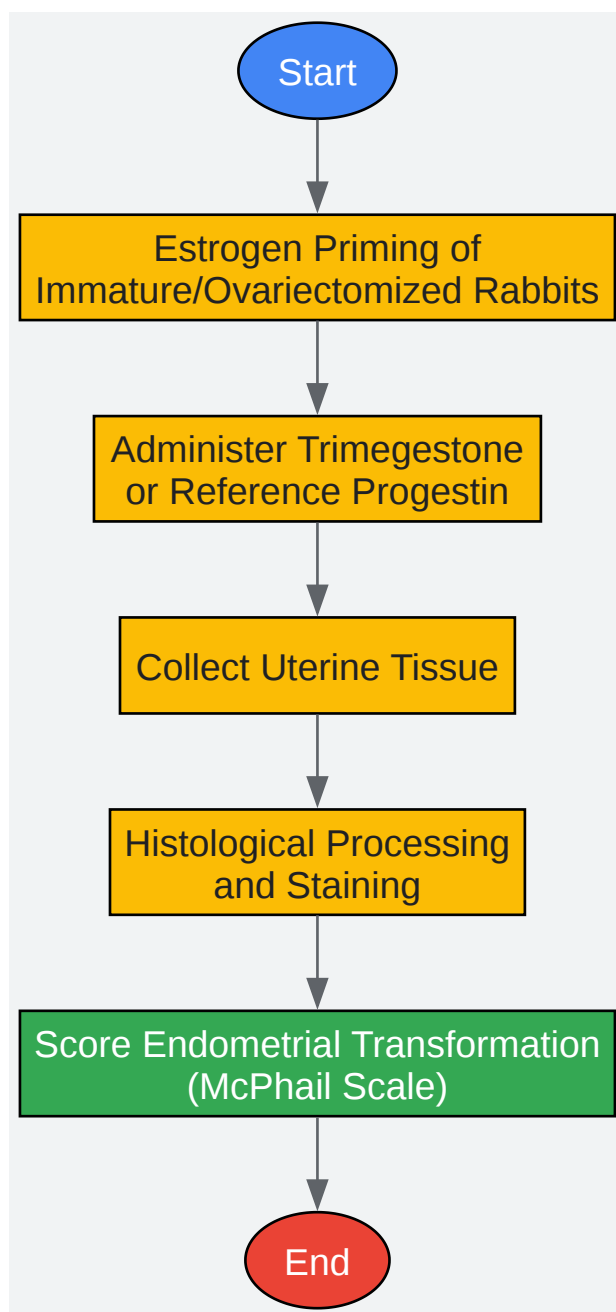 Start
Estrogen Priming of
Immature/Ovariectomized Rabbits
Administer Trimegestone
or Reference Progestin
Collect Uterine Tissue
Histological Processing
and Staining
Score Endometrial Transformation
(McPhail Scale)
End